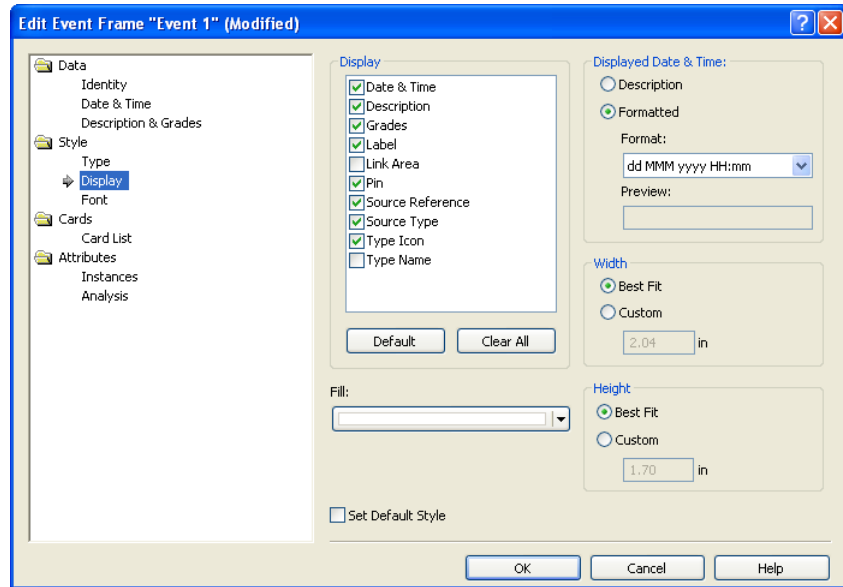 Edit Event Frame "Event 1" (Modified)
Data
Identity
Date & Time
Description & Grades
Style
Type
Display
Font
Cards
Card List
Attributes
Instances
Analysis
Display
Date & Time
Description
Grades
Label
Link Area
Pin
Source Reference
Source Type
Type Icon
Type Name
Default Clear All
Fill:
Set Default Style
Displayed Date & Time:
Description
Formatted
Format:
dd MMM yyyy HH:mm
Preview:
Width
Best Fit
Custom
2.04 in
Height
Best Fit
Custom
1.70 in
OK Cancel Help